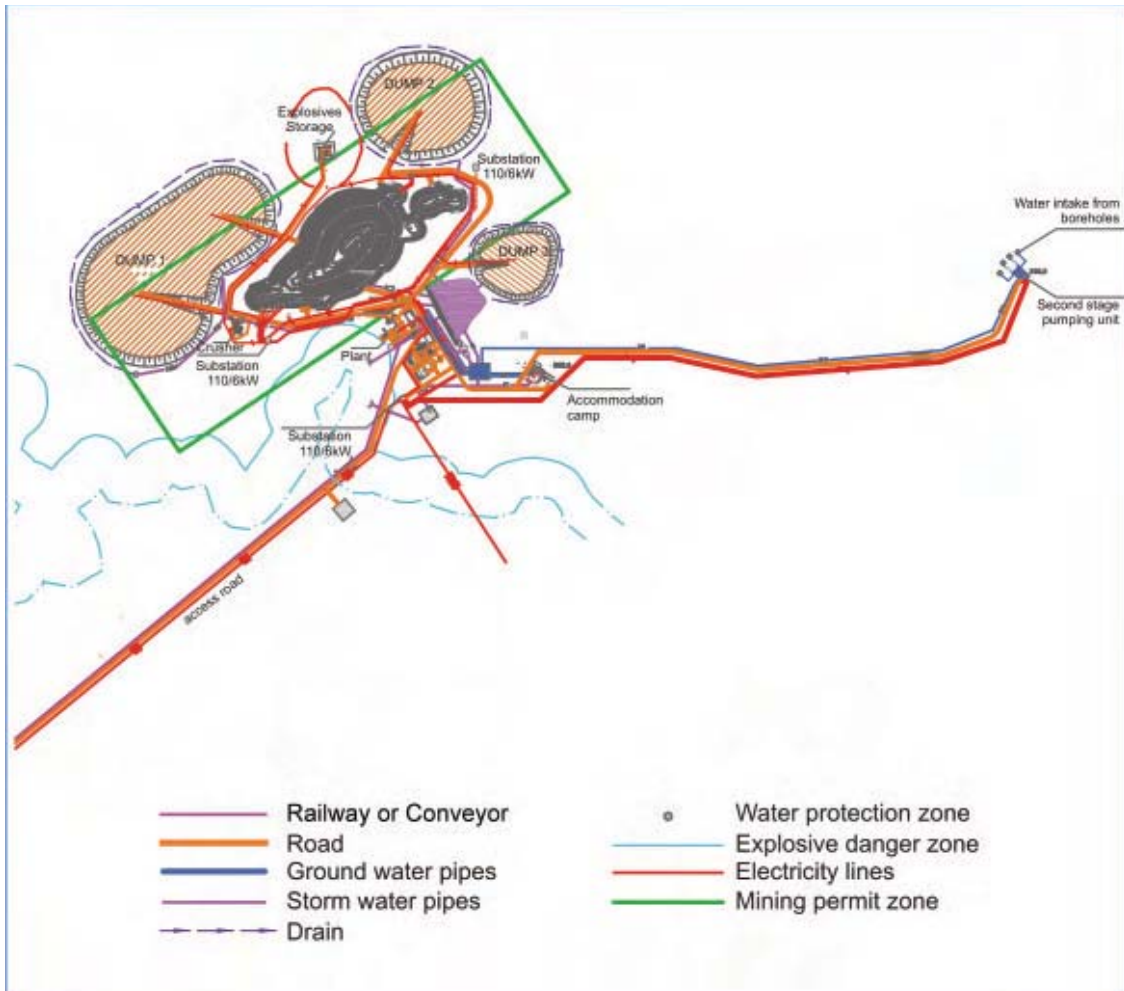 DUMP 2
Explosives
Storage
Substation
110/6kW
Water intake from
boreholes
DUMP 3
DUMP 1
Second stage
pumping unit
Crusher
Plant
Substation
110/6kW
Accommodation
camp
Substation
110/6kW
access road
Railway or Conveyor
Road
Ground water pipes
Storm water pipes
Drain
Water protection zone
Explosive danger zone
Electricity lines
Mining permit zone